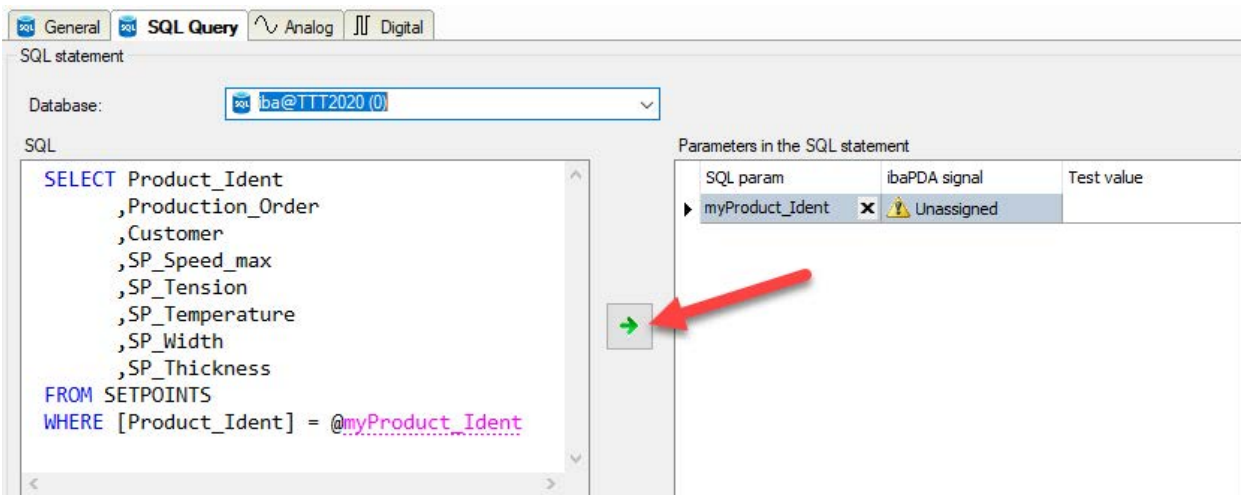 General SQL Query Analog Digital
SQL statement
Database: iba@TTT2020 (0)
SQL
SELECT Product_Ident
,Production_Order
,Customer
,SP_Speed_max
,SP_Tension
,SP_Temperature
,SP_Width
,SP_Thickness
FROM SETPOINTS
WHERE [Product_Ident] = @myProduct_Ident
Parameters in the SQL statement
SQL param ibaPDA signal Test value
myProduct_Ident Unassigned